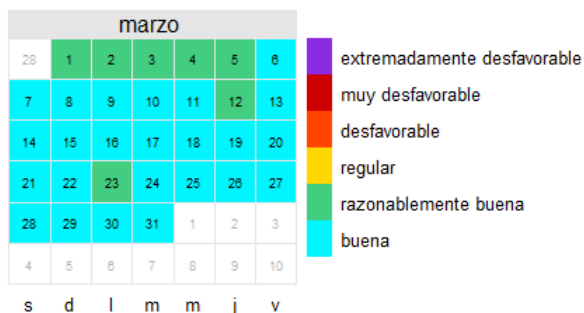 marzo
28 1 2 3 4 5 6
7 8 9 10 11 12 13
14 15 16 17 18 19 20
21 22 23 24 25 26 27
28 29 30 31 1 2 3
4 5 6 7 8 9 10
s d l m m j v
extremadamente desfavorable
muy desfavorable
desfavorable
regular
razonablemente buena
buena